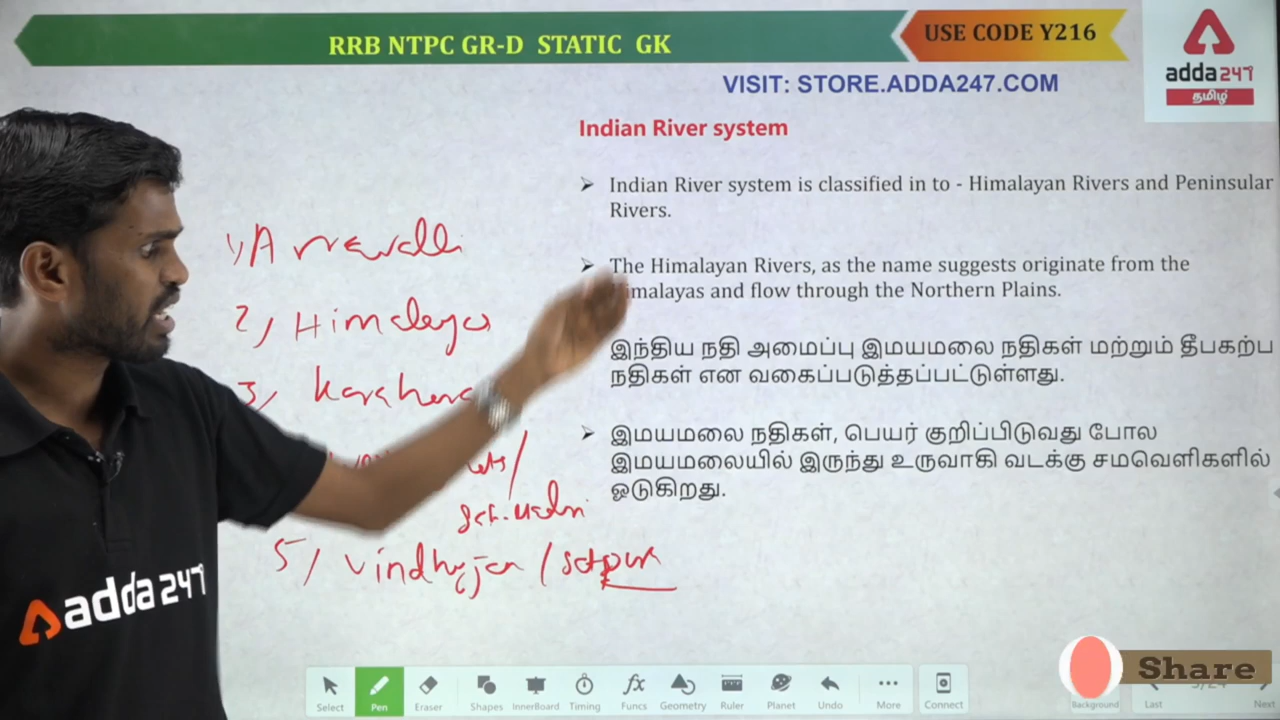 RRB NTPC GR-D STATIC GK
USE CODE Y216
adda247
தமிழ்
VISIT: STORE.ADDA247.COM
Indian River system
Indian River system is classified in to - Himalayan Rivers and Peninsular
Rivers.
The Himalayan Rivers, as the name suggests originate from the
imalayas and flow through the Northern Plains.
இந்திய நதி அமைப்பு இமயமலை நதிகள் மற்றும் தீபகற்ப
நதிகள் என வகைப்படுத்தப்பட்டுள்ளது.
இமயமலை நதிகள், பெயர் குறிப்பிடுவது போல
இமயமலையில் இருந்து உருவாகி வடக்கு சமவெளிகளில்
ஓடுகிறது.
1)
2) Himalaya
3)
5) Vindhyan /
adda247
Share
Select Pen Eraser Shapes InnerBoard Timing Funcs Geometry Ruler Planet Undo More Connect Background Last Next